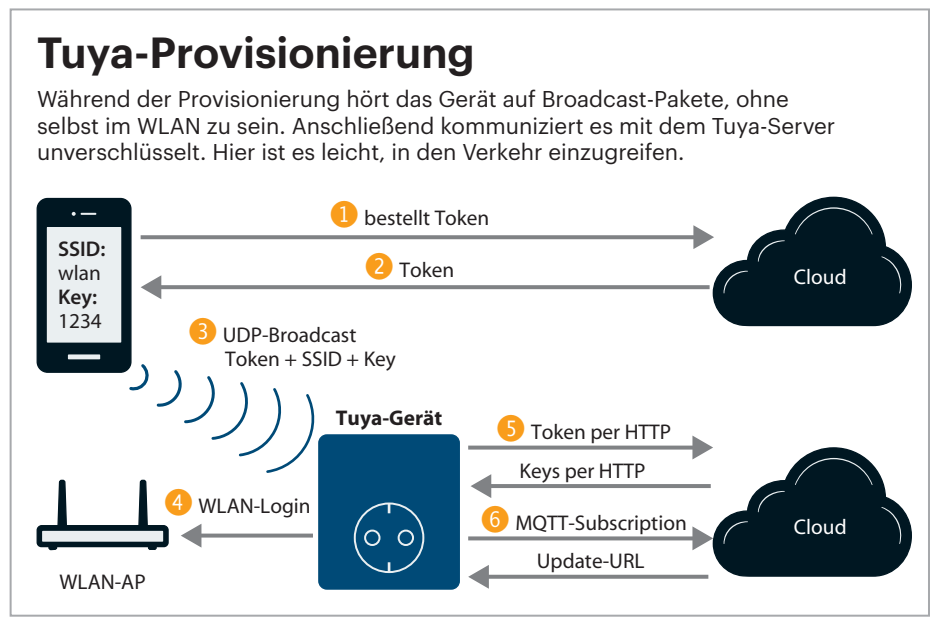 Tuya-Provisionierung
Während der Provisionierung hört das Gerät auf Broadcast-Pakete, ohne
selbst im WLAN zu sein. Anschließend kommuniziert es mit dem Tuya-Server
unverschlüsselt. Hier ist es leicht, in den Verkehr einzugreifen.
1 bestellt Token
SSID:
wlan
Key:
1234
2 Token
Cloud
3 UDP-Broadcast
Token + SSID + Key
Tuya-Gerät
5 Token per HTTP
Keys per HTTP
4 WLAN-Login
6 MQTT-Subscription
Cloud
Update-URL
WLAN-AP